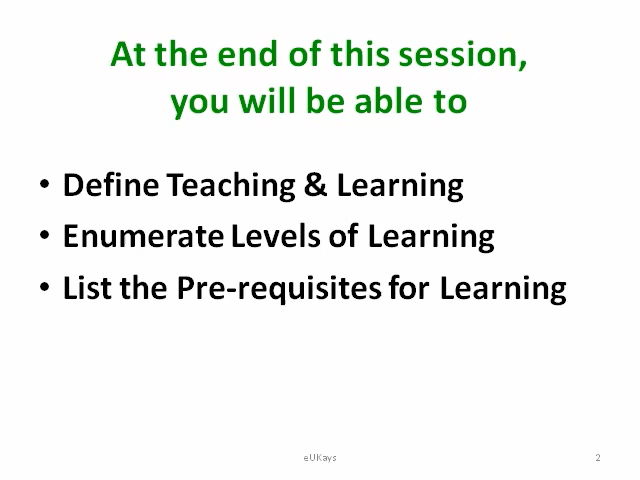 At the end of this session,
you will be able to
• Define Teaching & Learning
• Enumerate Levels of Learning
• List the Pre-requisites for Learning
eUKays
2